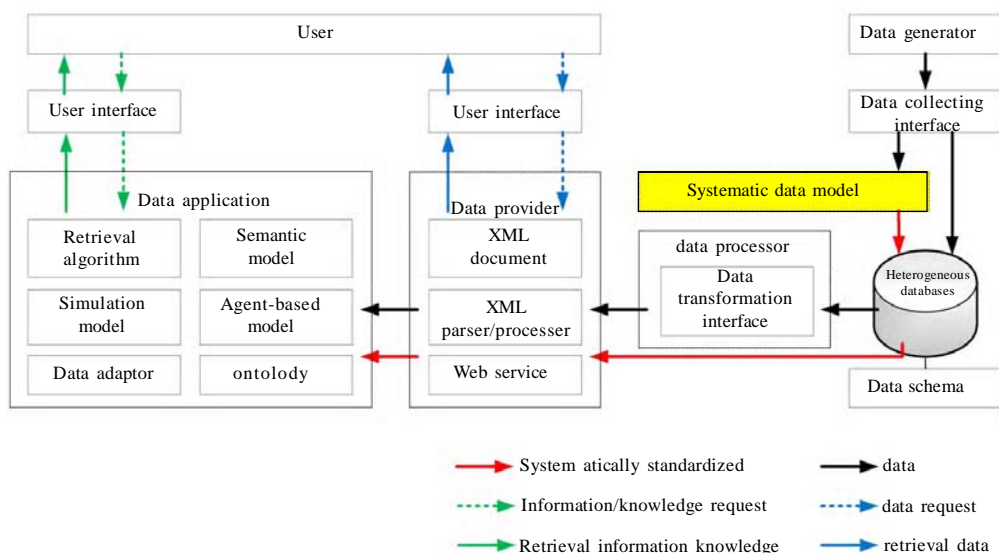 User
Data generator
User interface
User interface
Data collecting
interface
Data application
Retrieval
algorithm
Semantic
model
Simulation
model
Agent-based
model
Data adaptor
ontolody
Data provider
XML
document
XML
parser/processer
Web service
Systematic data model
data processor
Data
transformation
interface
Heterogeneous
databases
Data schema
System atically standardized
data
Information/knowledge request
data request
Retrieval information knowledge
retrieval data